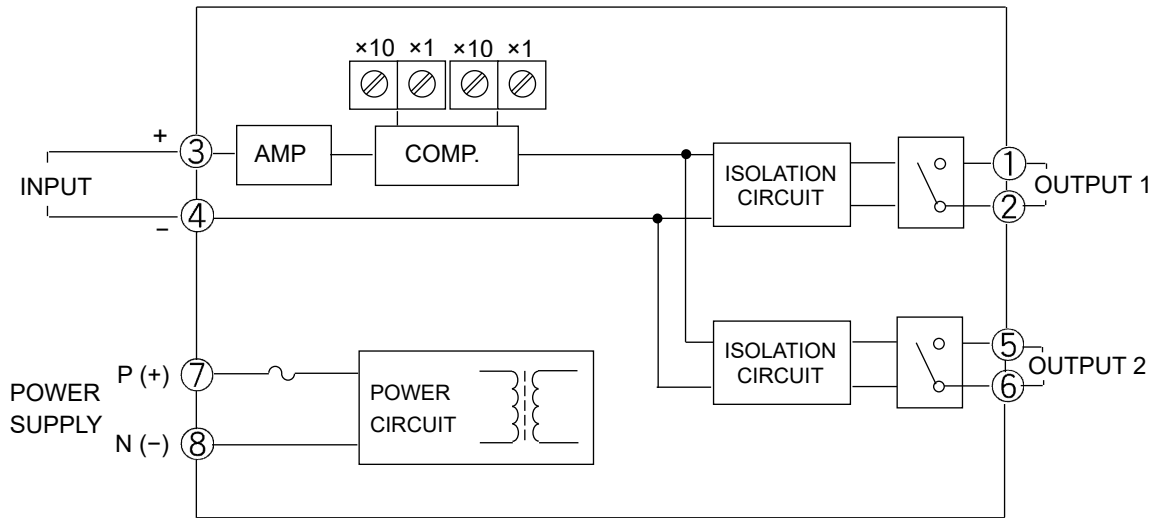 ×10 ×1 ×10 ×1
+
3
AMP
COMP.
INPUT
4
−
ISOLATION
CIRCUIT
1
2
OUTPUT 1
ISOLATION
CIRCUIT
5
6
OUTPUT 2
POWER
SUPPLY
P (+)
7
N (−)
8
POWER
CIRCUIT